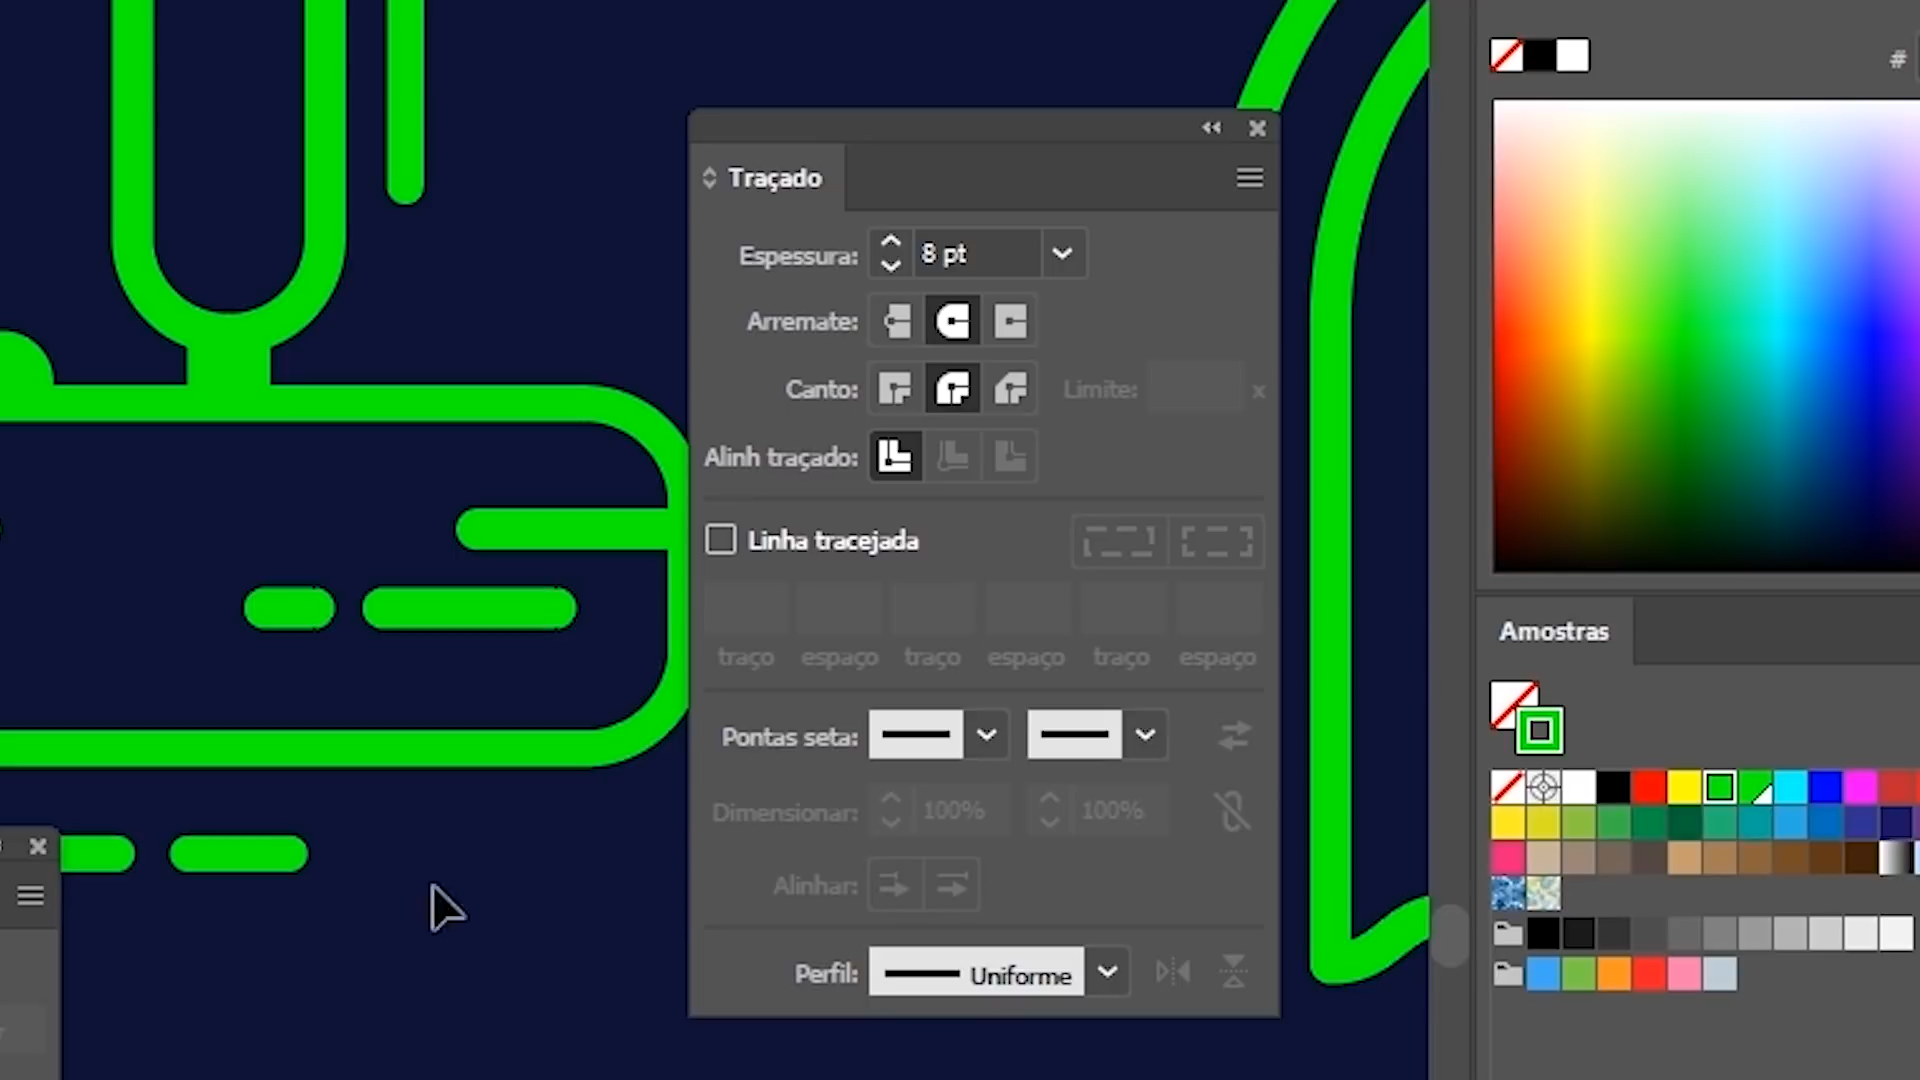 #
Traçado
Espessura: 8 pt
Arremate:
Canto: Limite: x
Alinh traçado:
Linha tracejada
traço espaço traço espaço traço espaço
Amostras
Pontas seta:
Dimensionar: 100% 100%
Alinhar:
Perfil: Uniforme